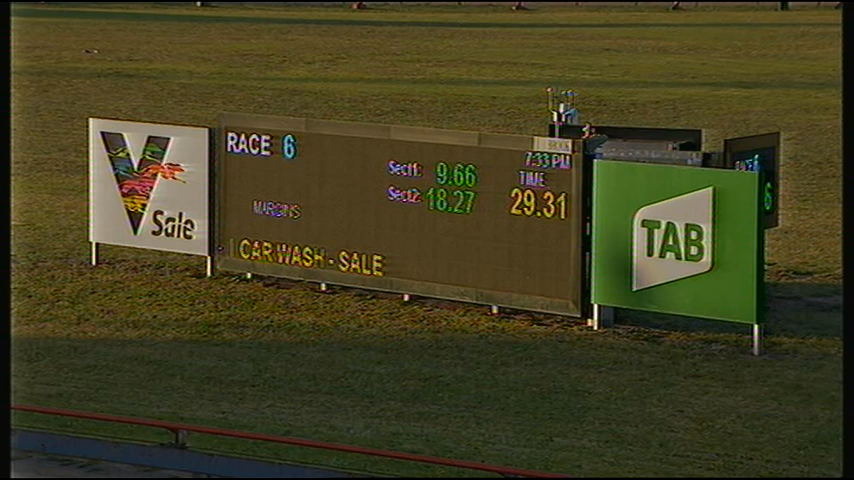 RACE 6
7:33 PM
Sect1: 9.66
TIME
Sect2: 18.27
29.31
MARGINS
CAR WASH - SALE
V
Sale
TAB
6